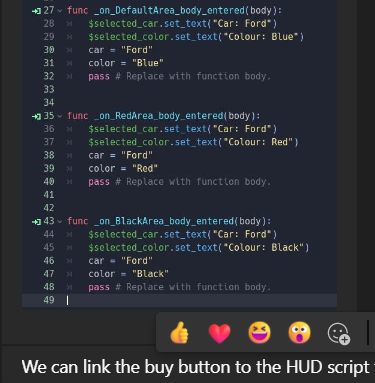 27 func _on_DefaultArea_body_entered(body):
28 $selected_car.set_text("Car: Ford")
29 $selected_color.set_text("Colour: Blue")
30 car = "Ford"
31 color = "Blue"
32 pass # Replace with function body.
33
34
35 func _on_RedArea_body_entered(body):
36 $selected_car.set_text("Car: Ford")
37 $selected_color.set_text("Colour: Red")
38 car = "Ford"
39 color = "Red"
40 pass # Replace with function body.
41
42
43 func _on_BlackArea_body_entered(body):
44 $selected_car.set_text("Car: Ford")
45 $selected_color.set_text("Colour: Black")
46 car = "Ford"
47 color = "Black"
48 pass # Replace with function body.
49
We can link the buy button to the HUD script